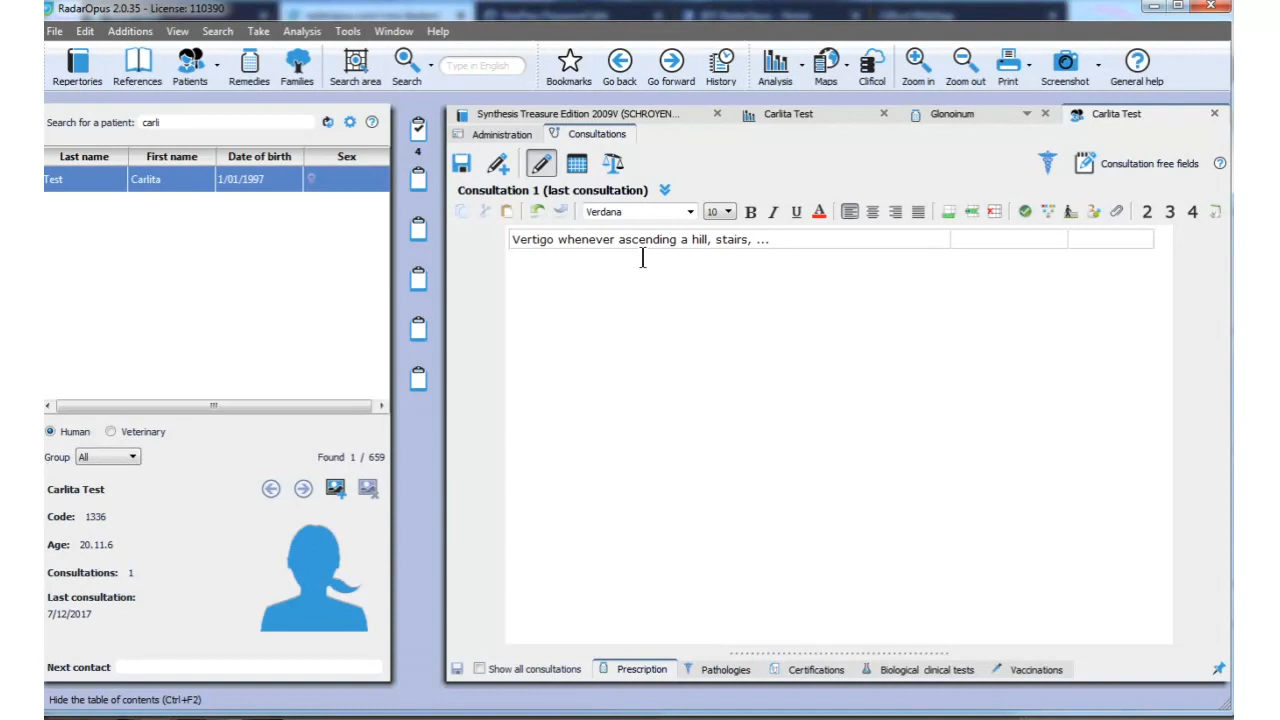 RadarOpus 2.0.35 - License: 110390
File Edit Additions View Search Take Analysis Tools Window Help
Repertories References Patients Remedies Families Search area Search Type in English Bookmarks Go back Go forward History Analysis Maps Clificol Zoom in Zoom out Print Screenshot General help
Search for a patient: carli
Last name First name Date of birth Sex
Test Carlita 1/01/1997
Human Veterinary
Group All Found 1 / 659
Carlita Test
Code: 1336
Age: 20.11.6
Consultations: 1
Last consultation:
7/12/2017
Next contact
Hide the table of contents (Ctrl+F2)
4
Synthesis Treasure Edition 2009V (SCHROYEN... Carlita Test Glonoinum Carlita Test
Administration Consultations
Consultation free fields
Consultation 1 (last consultation)
Verdana 10 B I U A 2 3 4
Vertigo whenever ascending a hill, stairs, ...
Show all consultations Prescription Pathologies Certifications Biological clinical tests Vaccinations